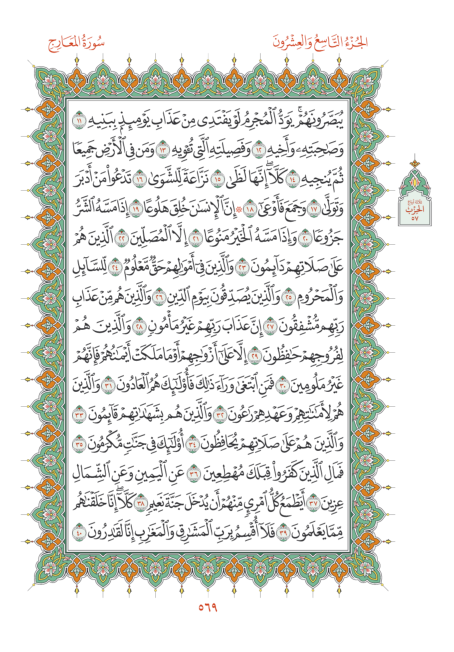 الجُزْءُ التَّاسِعُ وَالعِشْرُونَ
سُورَةُ المَعَارِجِ
يُبَصَّرُونَهُمْ ۚ يَوَدُّ ٱلْمُجْرِمُ لَوْ يَفْتَدِى مِنْ عَذَابِ يَوْمِئِذٍۭ بِبَنِيهِ ١١
وَصَٰحِبَتِهِۦ وَأَخِيهِ ١٢ وَفَصِيلَتِهِ ٱلَّتِى تُـْٔوِيهِ ١٣ وَمَن فِى ٱلْأَرْضِ جَمِيعًا
ثُمَّ يُنجِيهِ ١٤ كَلَّآ ۖ إِنَّهَا لَظَىٰ ١٥ نَزَّاعَةً لِّلشَّوَىٰ ١٦ تَدْعُوا۟ مَنْ أَدْبَرَ
وَتَوَلَّىٰ ١٧ وَجَمَعَ فَأَوْعَىٰٓ ١٨ ۞ إِنَّ ٱلْإِنسَٰنَ خُلِقَ هَلُوعًا ١٩ إِذَا مَسَّهُ ٱلشَّرُّ
جَزُوعًا ٢٠ وَإِذَا مَسَّهُ ٱلْخَيْرُ مَنُوعًا ٢١ إِلَّا ٱلْمُصَلِّينَ ٢٢ ٱلَّذِينَ هُمْ
عَلَىٰ صَلَاتِهِمْ دَآئِمُونَ ٢٣ وَٱلَّذِينَ فِىٓ أَمْوَٰلِهِمْ حَقٌّ مَّعْلُومٌ ٢٤ لِّلسَّآئِلِ
وَٱلْمَحْرُومِ ٢٥ وَٱلَّذِينَ يُصَدِّقُونَ بِيَوْمِ ٱلدِّينِ ٢٦ وَٱلَّذِينَ هُم مِّنْ عَذَابِ
رَبِّهِم مُّشْفِقُونَ ٢٧ إِنَّ عَذَابَ رَبِّهِمْ غَيْرُ مَأْمُونٍ ٢٨ وَٱلَّذِينَ هُمْ
لِفُرُوجِهِمْ حَٰفِظُونَ ٢٩ إِلَّا عَلَىٰٓ أَزْوَٰجِهِمْ أَوْ مَا مَلَكَتْ أَيْمَٰنُهُمْ فَإِنَّهُمْ
غَيْرُ مَلُومِينَ ٣٠ فَمَنِ ٱبْتَغَىٰ وَرَآءَ ذَٰلِكَ فَأُو۟لَٰٓئِكَ هُمُ ٱلْعَادُونَ ٣١ وَٱلَّذِينَ
هُمْ لِأَمَٰنَٰتِهِمْ وَعَهْدِهِمْ رَٰعُونَ ٣٢ وَٱلَّذِينَ هُم بِشَهَٰدَٰتِهِمْ قَآئِمُونَ ٣٣
وَٱلَّذِينَ هُمْ عَلَىٰ صَلَاتِهِمْ يُحَافِظُونَ ٣٤ أُو۟لَٰٓئِكَ فِى جَنَّٰتٍ مُّكْرَمُونَ ٣٥
فَمَالِ ٱلَّذِينَ كَفَرُوا۟ قِبَلَكَ مُهْطِعِينَ ٣٦ عَنِ ٱلْيَمِينِ وَعَنِ ٱلشِّمَالِ
عِزِينَ ٣٧ أَيَطْمَعُ كُلُّ ٱمْرِئٍ مِّنْهُمْ أَن يُدْخَلَ جَنَّةَ نَعِيمٍ ٣٨ كَلَّآ ۖ إِنَّا خَلَقْنَٰهُم
مِّمَّا يَعْلَمُونَ ٣٩ فَلَآ أُقْسِمُ بِرَبِّ ٱلْمَشَٰرِقِ وَٱلْمَغَٰرِبِ إِنَّا لَقَٰدِرُونَ ٤٠
الحِزْب
٥٧
٥٦٩